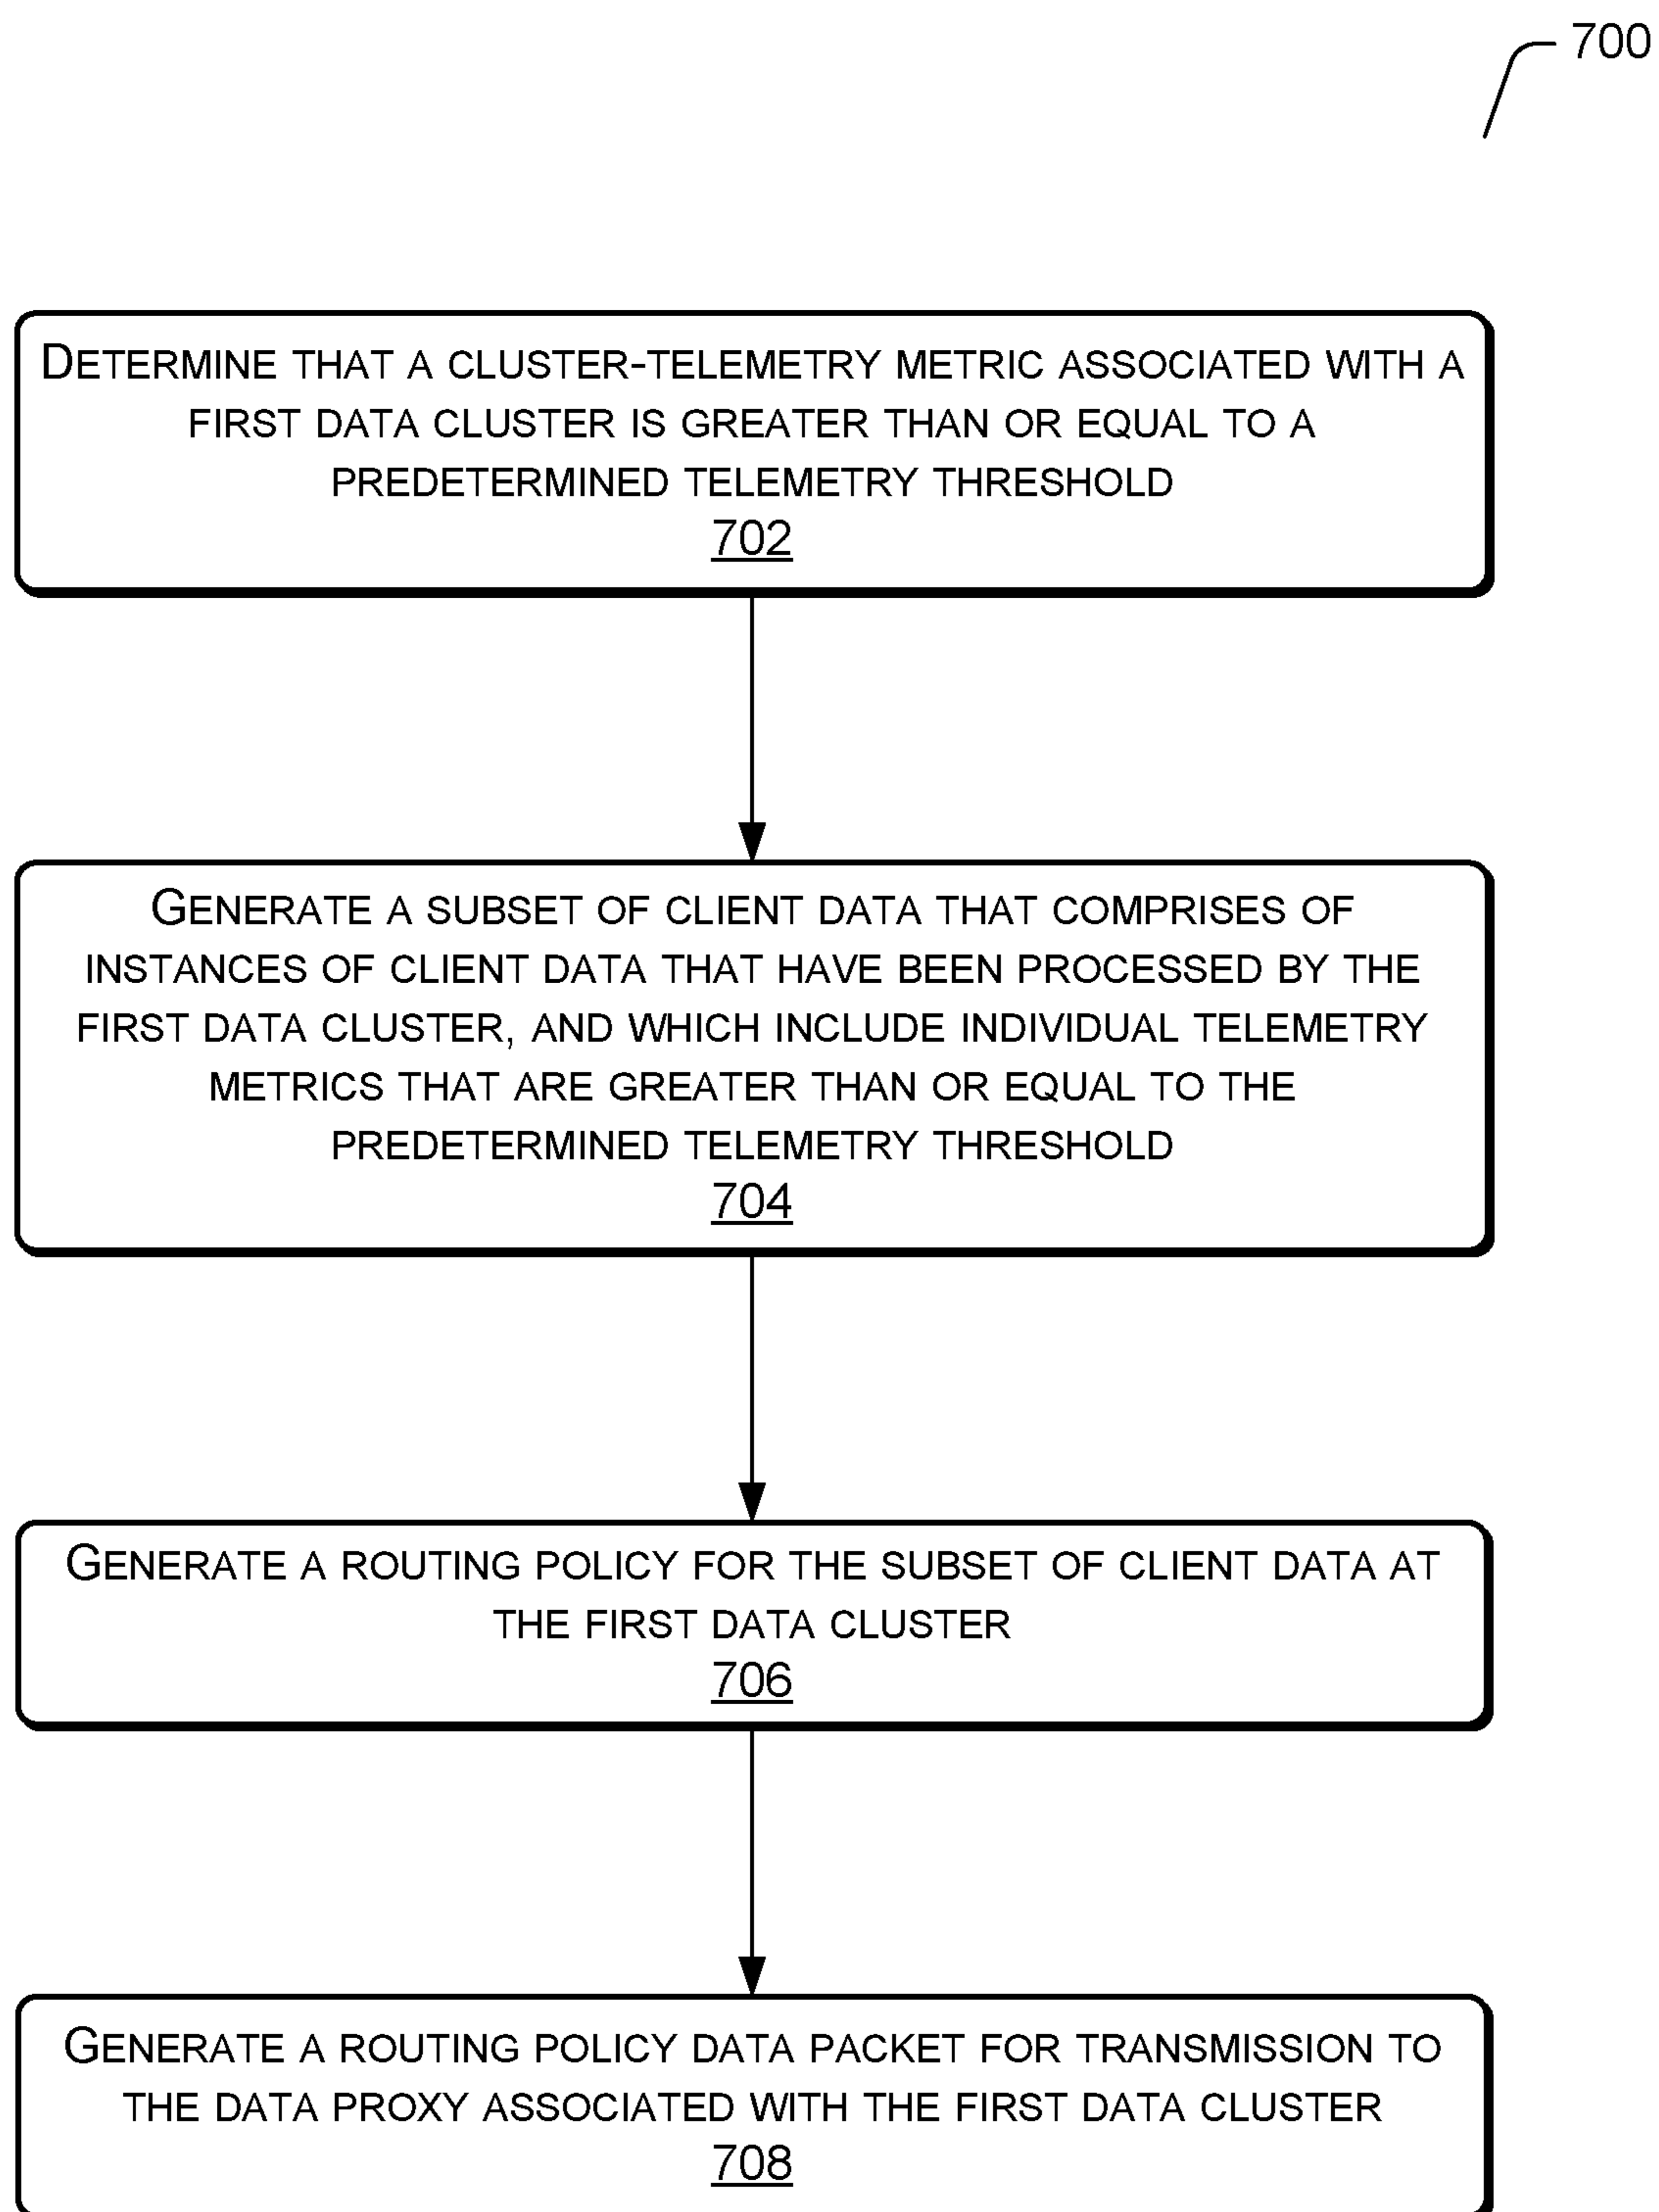 700
DETERMINE THAT A CLUSTER-TELEMETRY METRIC ASSOCIATED WITH A
FIRST DATA CLUSTER IS GREATER THAN OR EQUAL TO A
PREDETERMINED TELEMETRY THRESHOLD
702
GENERATE A SUBSET OF CLIENT DATA THAT COMPRISES OF
INSTANCES OF CLIENT DATA THAT HAVE BEEN PROCESSED BY THE
FIRST DATA CLUSTER, AND WHICH INCLUDE INDIVIDUAL TELEMETRY
METRICS THAT ARE GREATER THAN OR EQUAL TO THE
PREDETERMINED TELEMETRY THRESHOLD
704
GENERATE A ROUTING POLICY FOR THE SUBSET OF CLIENT DATA AT
THE FIRST DATA CLUSTER
706
GENERATE A ROUTING POLICY DATA PACKET FOR TRANSMISSION TO
THE DATA PROXY ASSOCIATED WITH THE FIRST DATA CLUSTER
708